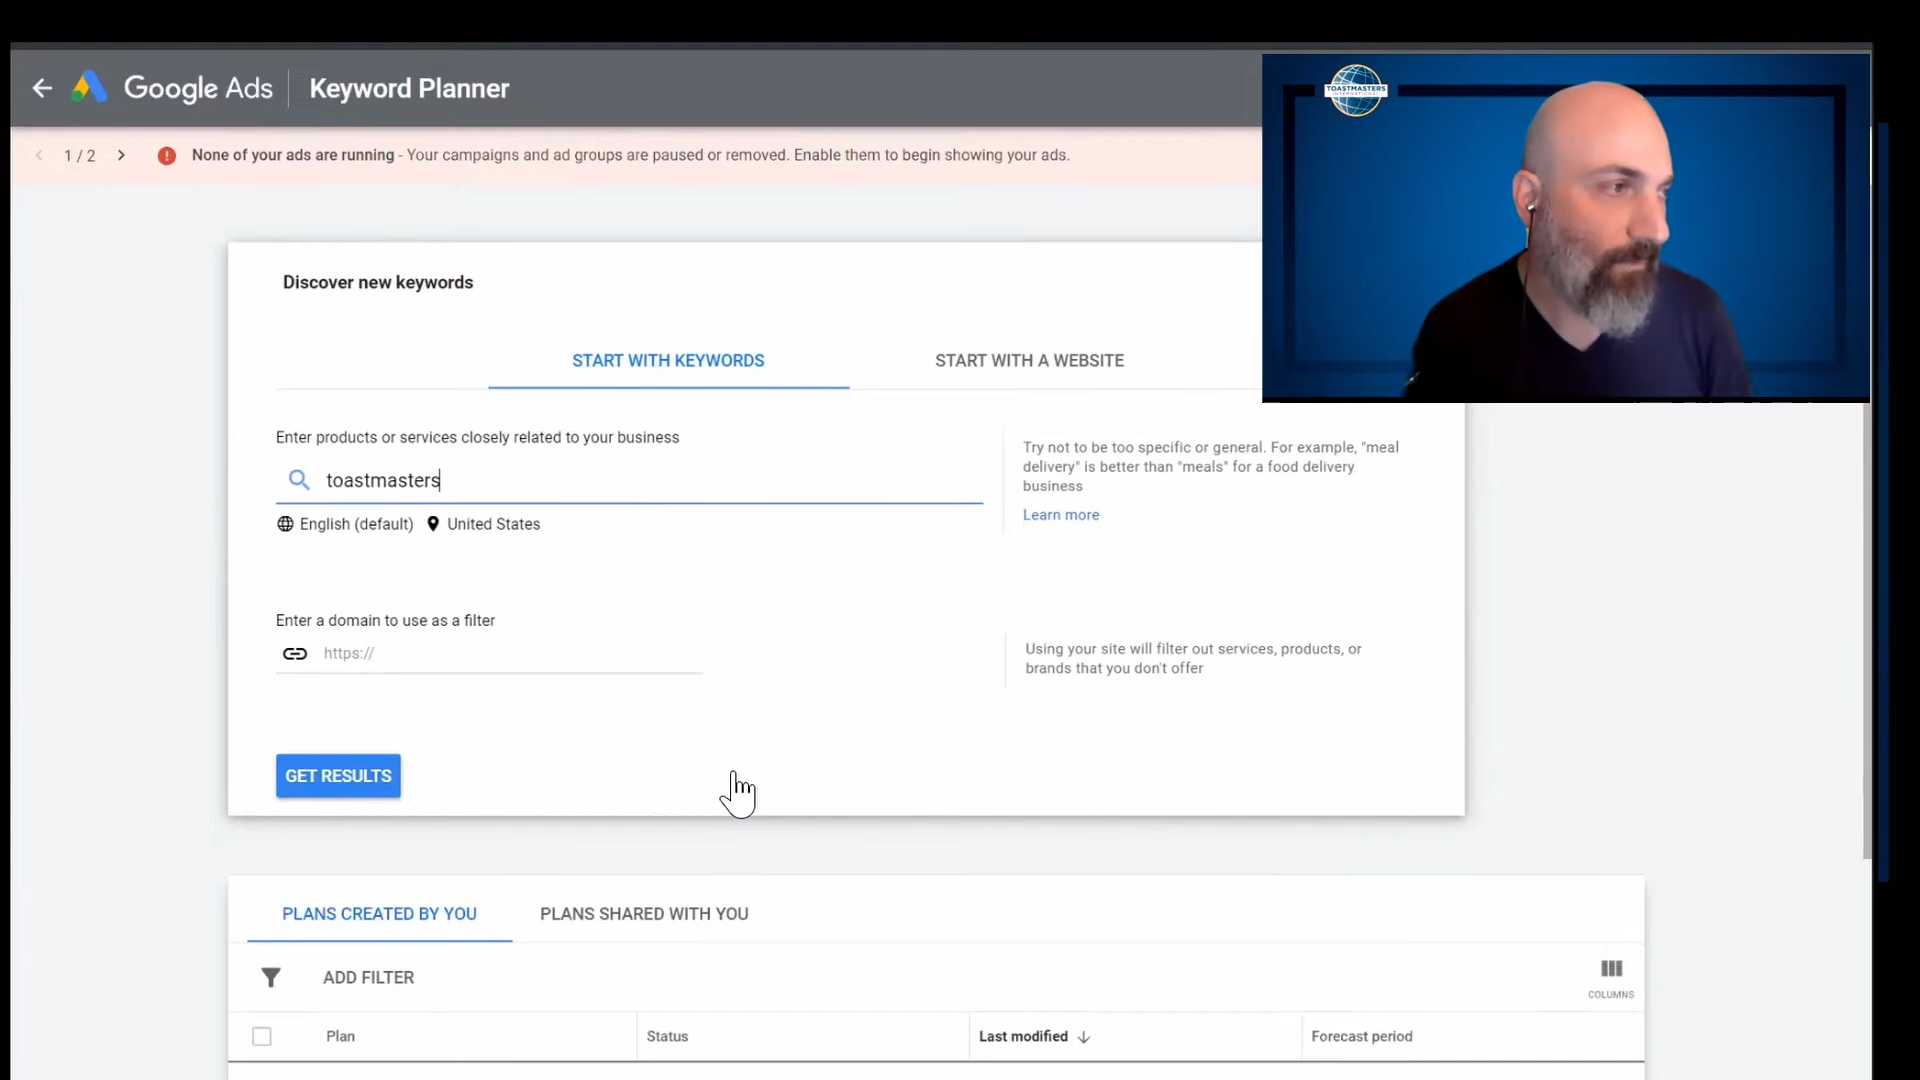 Google Ads
Keyword Planner
TOASTMASTERS
INTERNATIONAL
1 / 2
None of your ads are running - Your campaigns and ad groups are paused or removed. Enable them to begin showing your ads.
Discover new keywords
START WITH KEYWORDS
START WITH A WEBSITE
Enter products or services closely related to your business
toastmasters
English (default)
United States
Try not to be too specific or general. For example, "meal
delivery" is better than "meals" for a food delivery
business
Learn more
Enter a domain to use as a filter
https://
Using your site will filter out services, products, or
brands that you don't offer
GET RESULTS
PLANS CREATED BY YOU
PLANS SHARED WITH YOU
ADD FILTER
COLUMNS
Plan
Status
Last modified
Forecast period